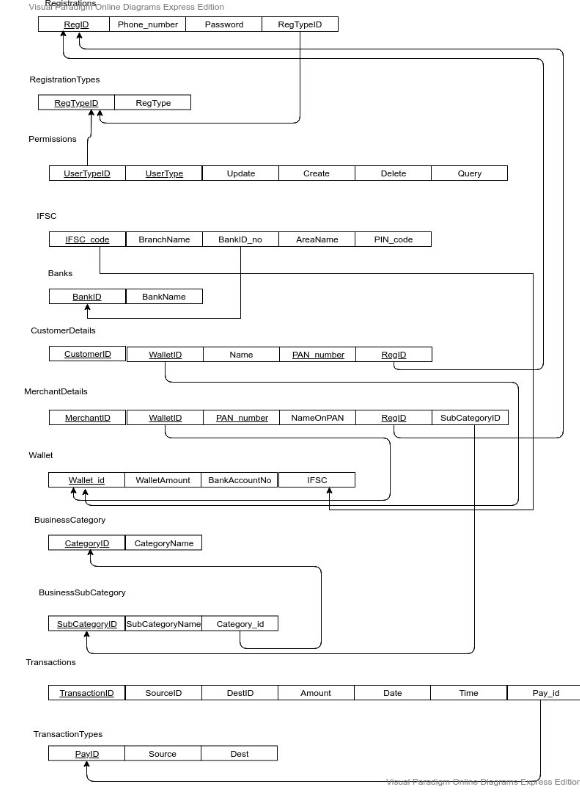 Registrations
Visual Paradigm Online Diagrams Express Edition
RegID Phone_number Password RegTypeID
RegistrationTypes
RegTypeID RegType
Permissions
UserTypeID UserType Update Create Delete Query
IFSC
IFSC_code BranchName BankID_no AreaName PIN_code
Banks
BankID BankName
CustomerDetails
CustomerID WalletID Name PAN_number RegID
MerchantDetails
MerchantID WalletID PAN_number NameOnPAN RegID SubCategoryID
Wallet
Wallet_id WalletAmount BankAccountNo IFSC
BusinessCategory
CategoryID CategoryName
BusinessSubCategory
SubCategoryID SubCategoryName Category_id
Transactions
TransactionID SourceID DestID Amount Date Time Pay_id
TransactionTypes
PayID Source Dest
Visual Paradigm Online Diagrams Express Edition